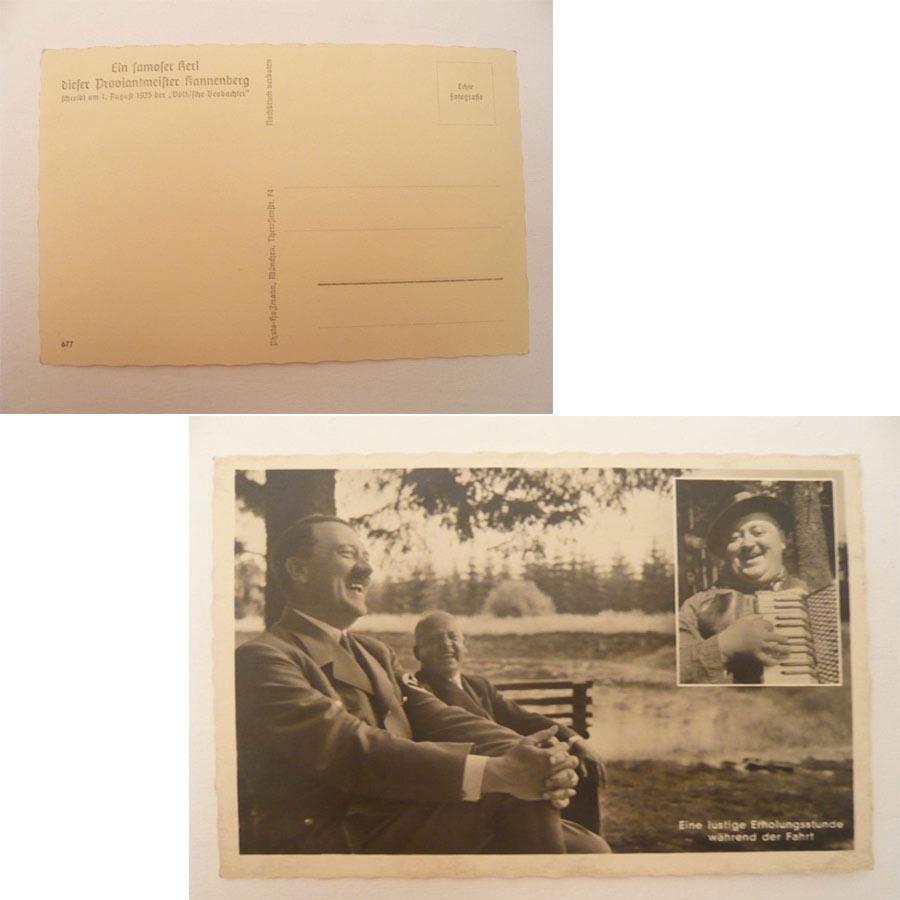 Ein famoser Kerl
dieser Proviantmeister Kannenberg
schreibt am 1. August 1935 der „Völkische Beobachter"
Nachdruck verboten
Echte
Fotografie
Photo-Hoffmann, München, Theresienstr. 74
677
Eine lustige Erholungsstunde
während der Fahrt